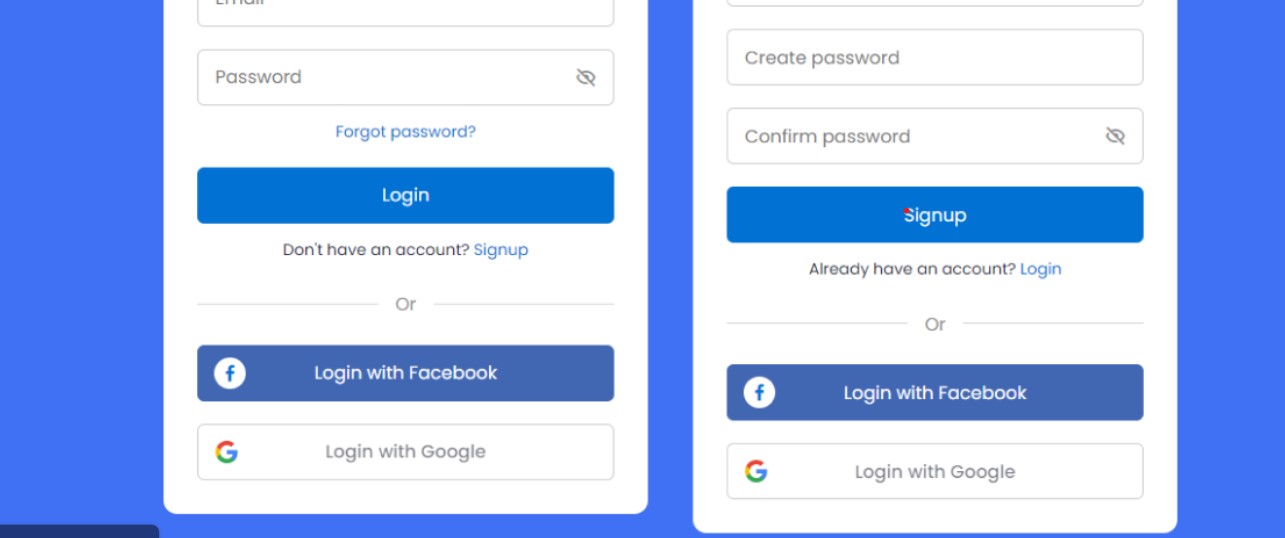 Email
Password
Forgot password?
Login
Don't have an account? Signup
Or
Login with Facebook
Login with Google
Create password
Confirm password
Signup
Already have an account? Login
Or
Login with Facebook
Login with Google